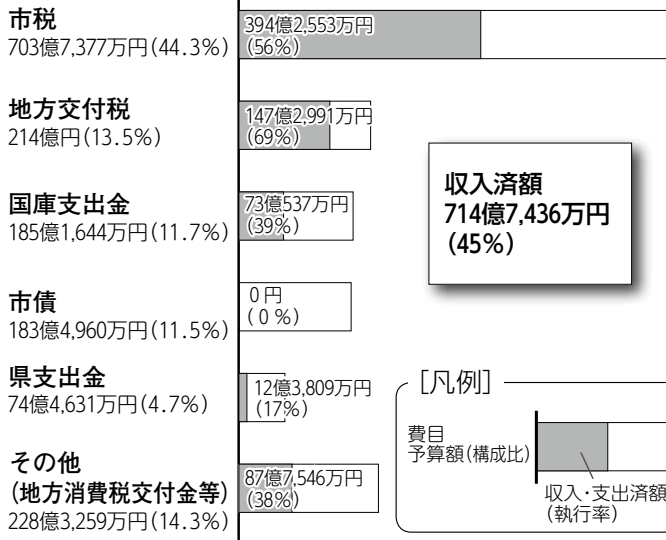 市税
703億7,377万円(44.3%)
394億2,553万円
(56%)
地方交付税
214億円(13.5%)
147億2,991万円
(69%)
国庫支出金
185億1,644万円(11.7%)
73億537万円
(39%)
市債
183億4,960万円(11.5%)
0円
(0%)
県支出金
74億4,631万円(4.7%)
12億3,809万円
(17%)
その他
(地方消費税交付金等)
228億3,259万円(14.3%)
87億7,546万円
(38%)
収入済額
714億7,436万円
(45%)
[凡例]
費目
予算額(構成比)
収入・支出済額
(執行率)